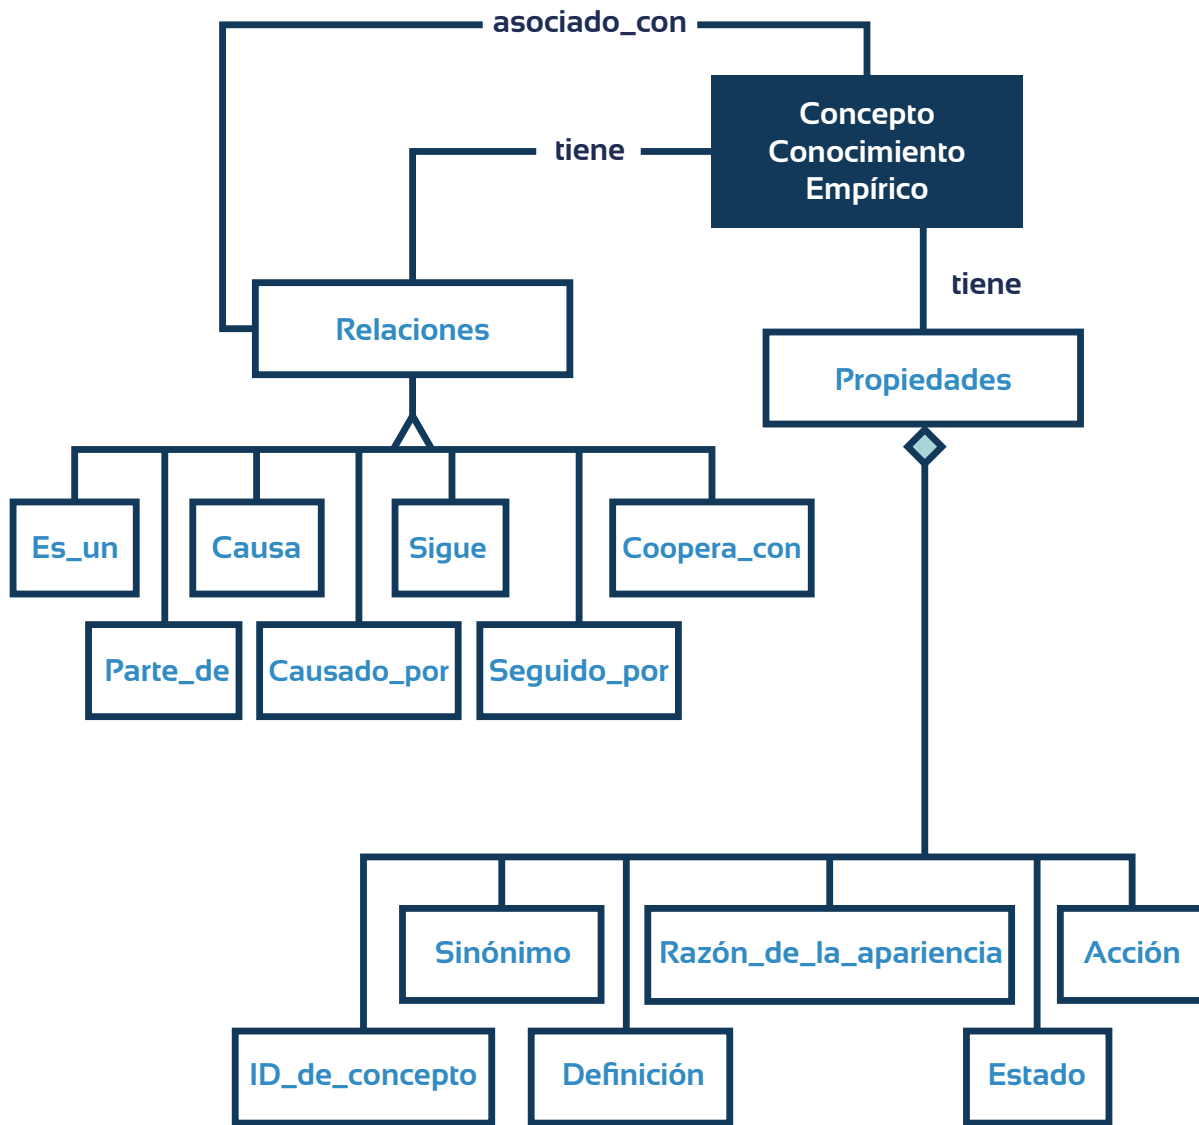 asociado_con
Concepto
Conocimiento
Empírico
tiene
tiene
Relaciones
Propiedades
Es_un
Causa
Sigue
Coopera_con
Parte_de
Causado_por
Seguido_por
Sinónimo
Razón_de_la_apariencia
Acción
ID_de_concepto
Definición
Estado